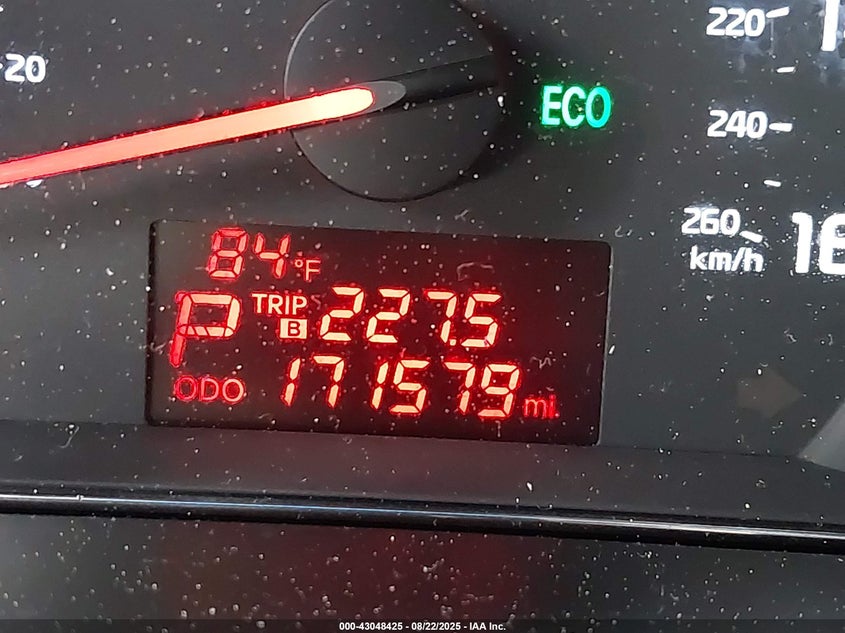 20
220
ECO
240
260
km/h
84°F
P TRIP B 227.5
ODO 171579 mi
000-43048425 - 08/22/2025 - IAA Inc.